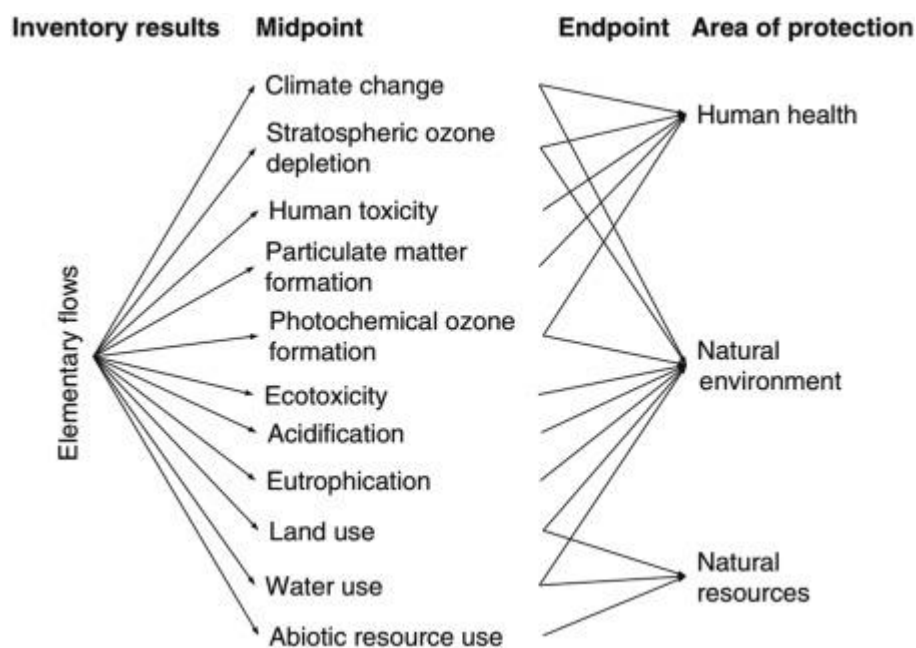 Inventory results Midpoint Endpoint Area of protection
Climate change
Human health
Stratospheric ozone
depletion
Human toxicity
Particulate matter
formation
Elementary flows
Photochemical ozone
formation
Natural
environment
Ecotoxicity
Acidification
Eutrophication
Land use
Natural
resources
Water use
Abiotic resource use